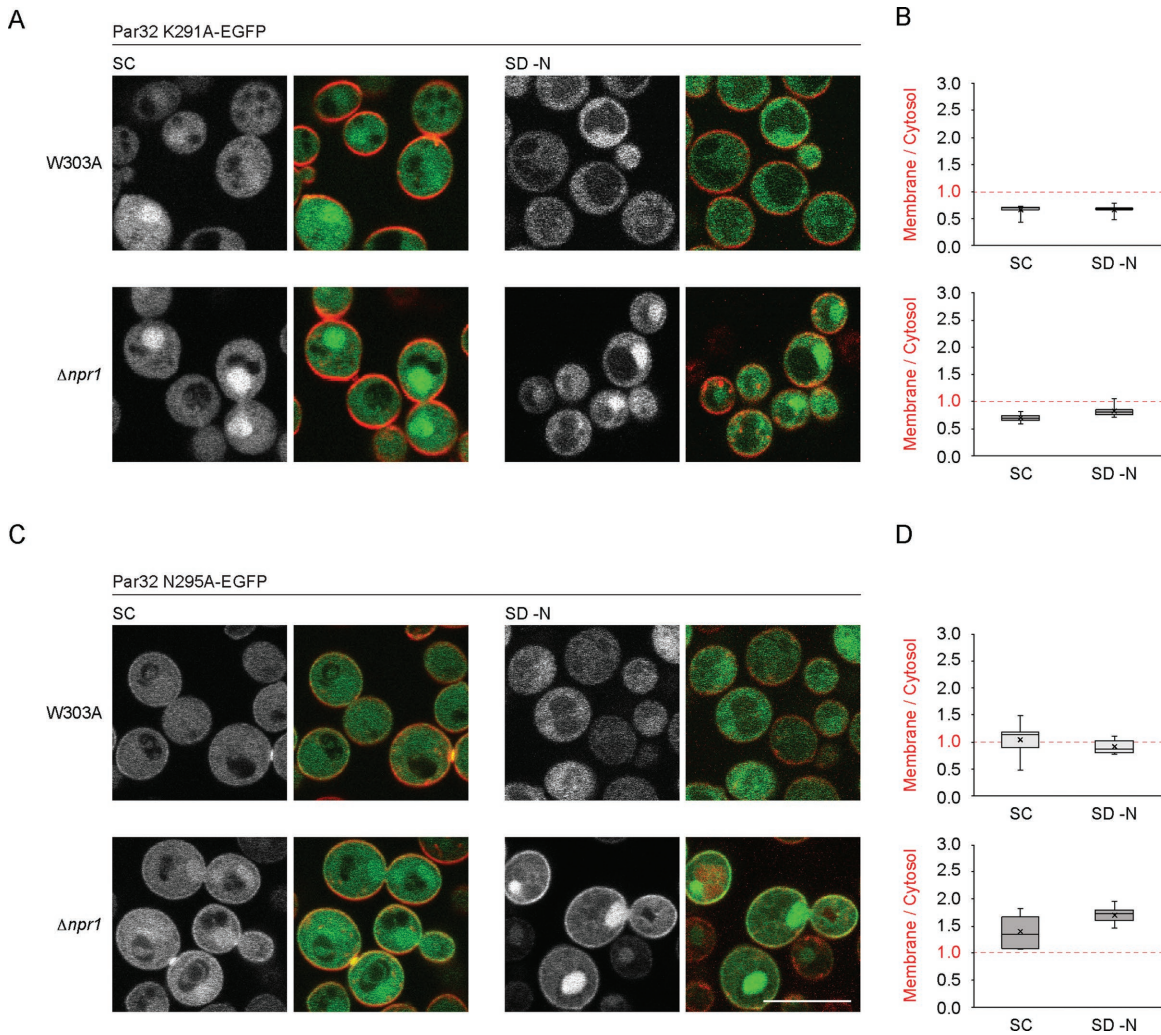 A
Par32 K291A-EGFP
SC
SD -N
W303A
Δnpr1
B
Membrane / Cytosol
3.0
2.5
2.0
1.5
1.0
0.5
0.0
SC
SD -N
Membrane / Cytosol
3.0
2.5
2.0
1.5
1.0
0.5
0.0
SC
SD -N
C
Par32 N295A-EGFP
SC
SD -N
W303A
Δnpr1
D
Membrane / Cytosol
3.0
2.5
2.0
1.5
1.0
0.5
0.0
SC
SD -N
Membrane / Cytosol
3.0
2.5
2.0
1.5
1.0
0.5
0.0
SC
SD -N